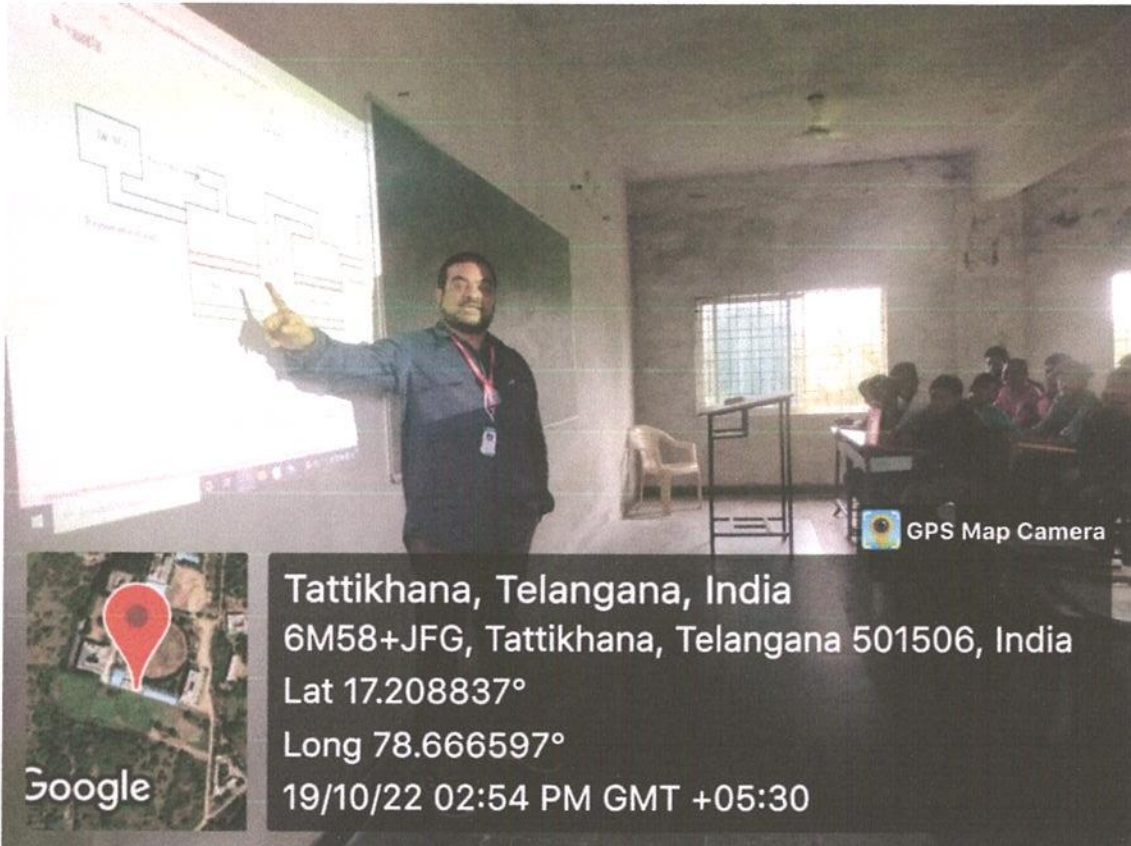 GPS Map Camera
Tattikhana, Telangana, India
6M58+JFG, Tattikhana, Telangana 501506, India
Lat 17.208837°
Long 78.666597°
19/10/22 02:54 PM GMT +05:30
Google